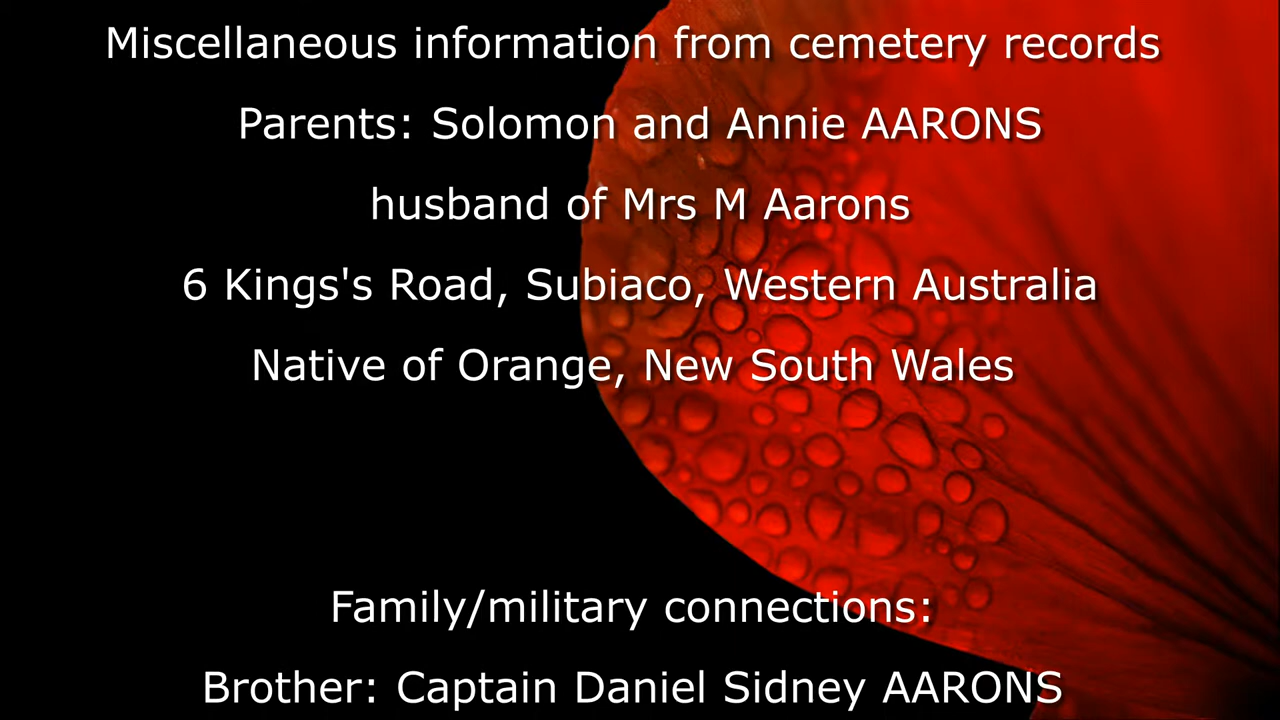 Miscellaneous information from cemetery records
Parents: Solomon and Annie AARONS
husband of Mrs M Aarons
6 Kings's Road, Subiaco, Western Australia
Native of Orange, New South Wales
Family/military connections:
Brother: Captain Daniel Sidney AARONS